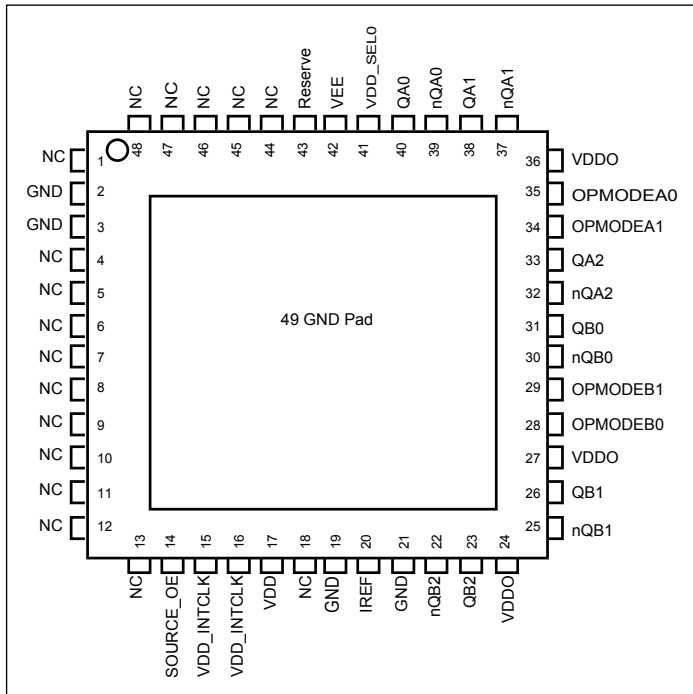 NC
NC
NC
NC
NC
Reserve
VEE
VDD_SEL0
QA0
nQA0
QA1
nQA1
48
47
46
45
44
43
42
41
40
39
38
37
NC 1
GND 2
GND 3
NC 4
NC 5
NC 6
NC 7
NC 8
NC 9
NC 10
NC 11
NC 12
49 GND Pad
36 VDDO
35 OPMODEA0
34 OPMODEA1
33 QA2
32 nQA2
31 QB0
30 nQB0
29 OPMODEB1
28 OPMODEB0
27 VDDO
26 QB1
25 nQB1
13
14
15
16
17
18
19
20
21
22
23
24
NC
SOURCE_OE
VDD_INTCLK
VDD_INTCLK
VDD
NC
GND
IREF
GND
nQB2
QB2
VDDO